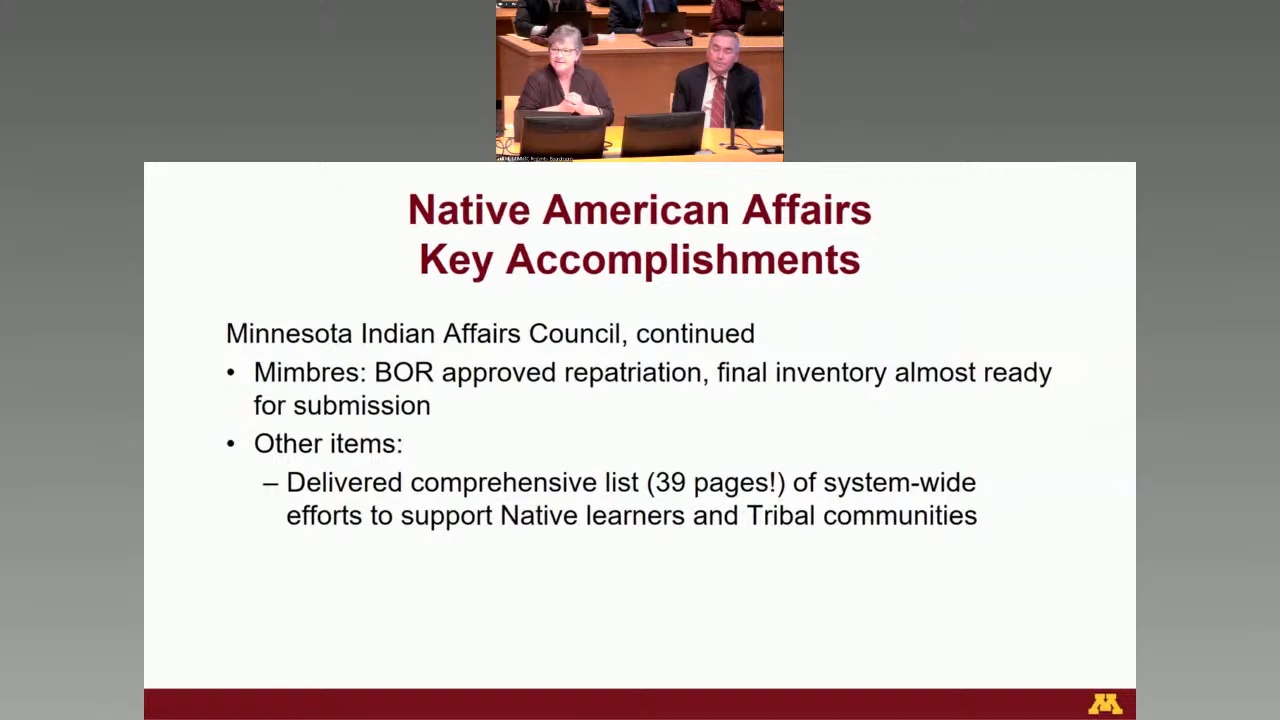 Native American Affairs
Key Accomplishments
Minnesota Indian Affairs Council, continued
• Mimbres: BOR approved repatriation, final inventory almost ready
for submission
• Other items:
– Delivered comprehensive list (39 pages!) of system-wide
efforts to support Native learners and Tribal communities
M